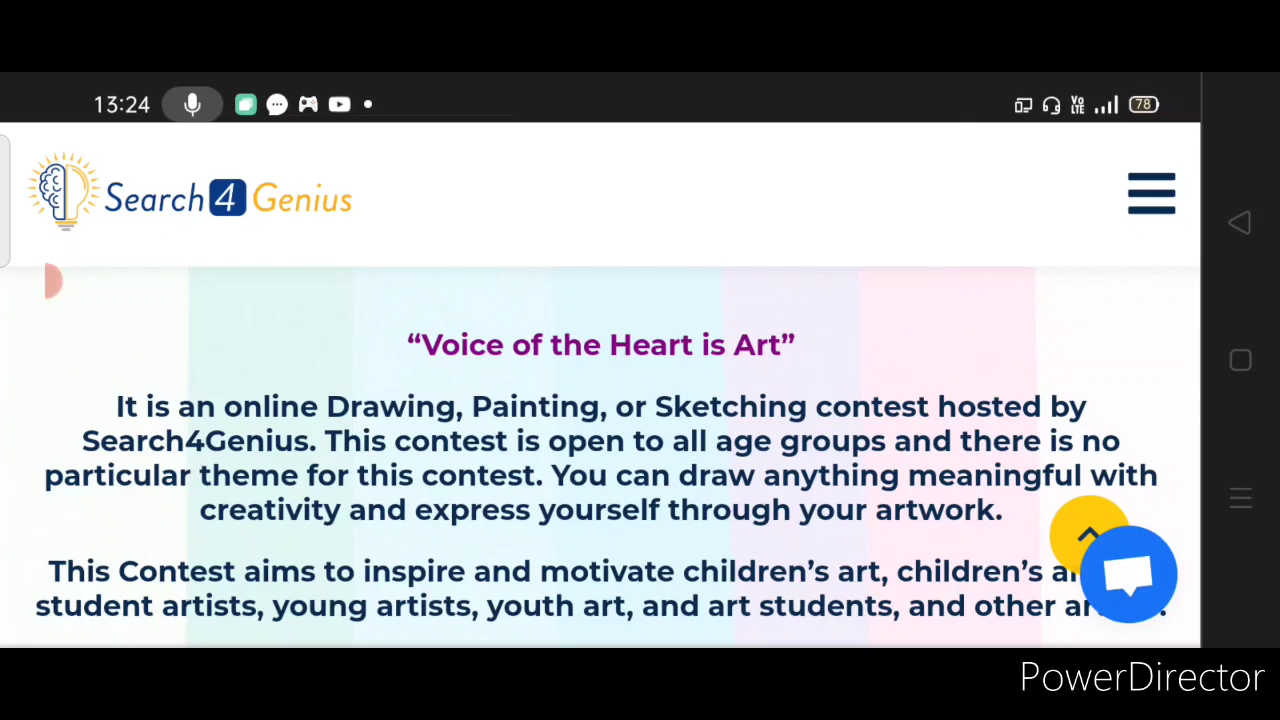 13:24
Vo LTE
78
Search4Genius
“Voice of the Heart is Art”
It is an online Drawing, Painting, or Sketching contest hosted by
Search4Genius. This contest is open to all age groups and there is no
particular theme for this contest. You can draw anything meaningful with
creativity and express yourself through your artwork.
This Contest aims to inspire and motivate children’s art, children’s
student artists, young artists, youth art, and art students, and other
PowerDirector